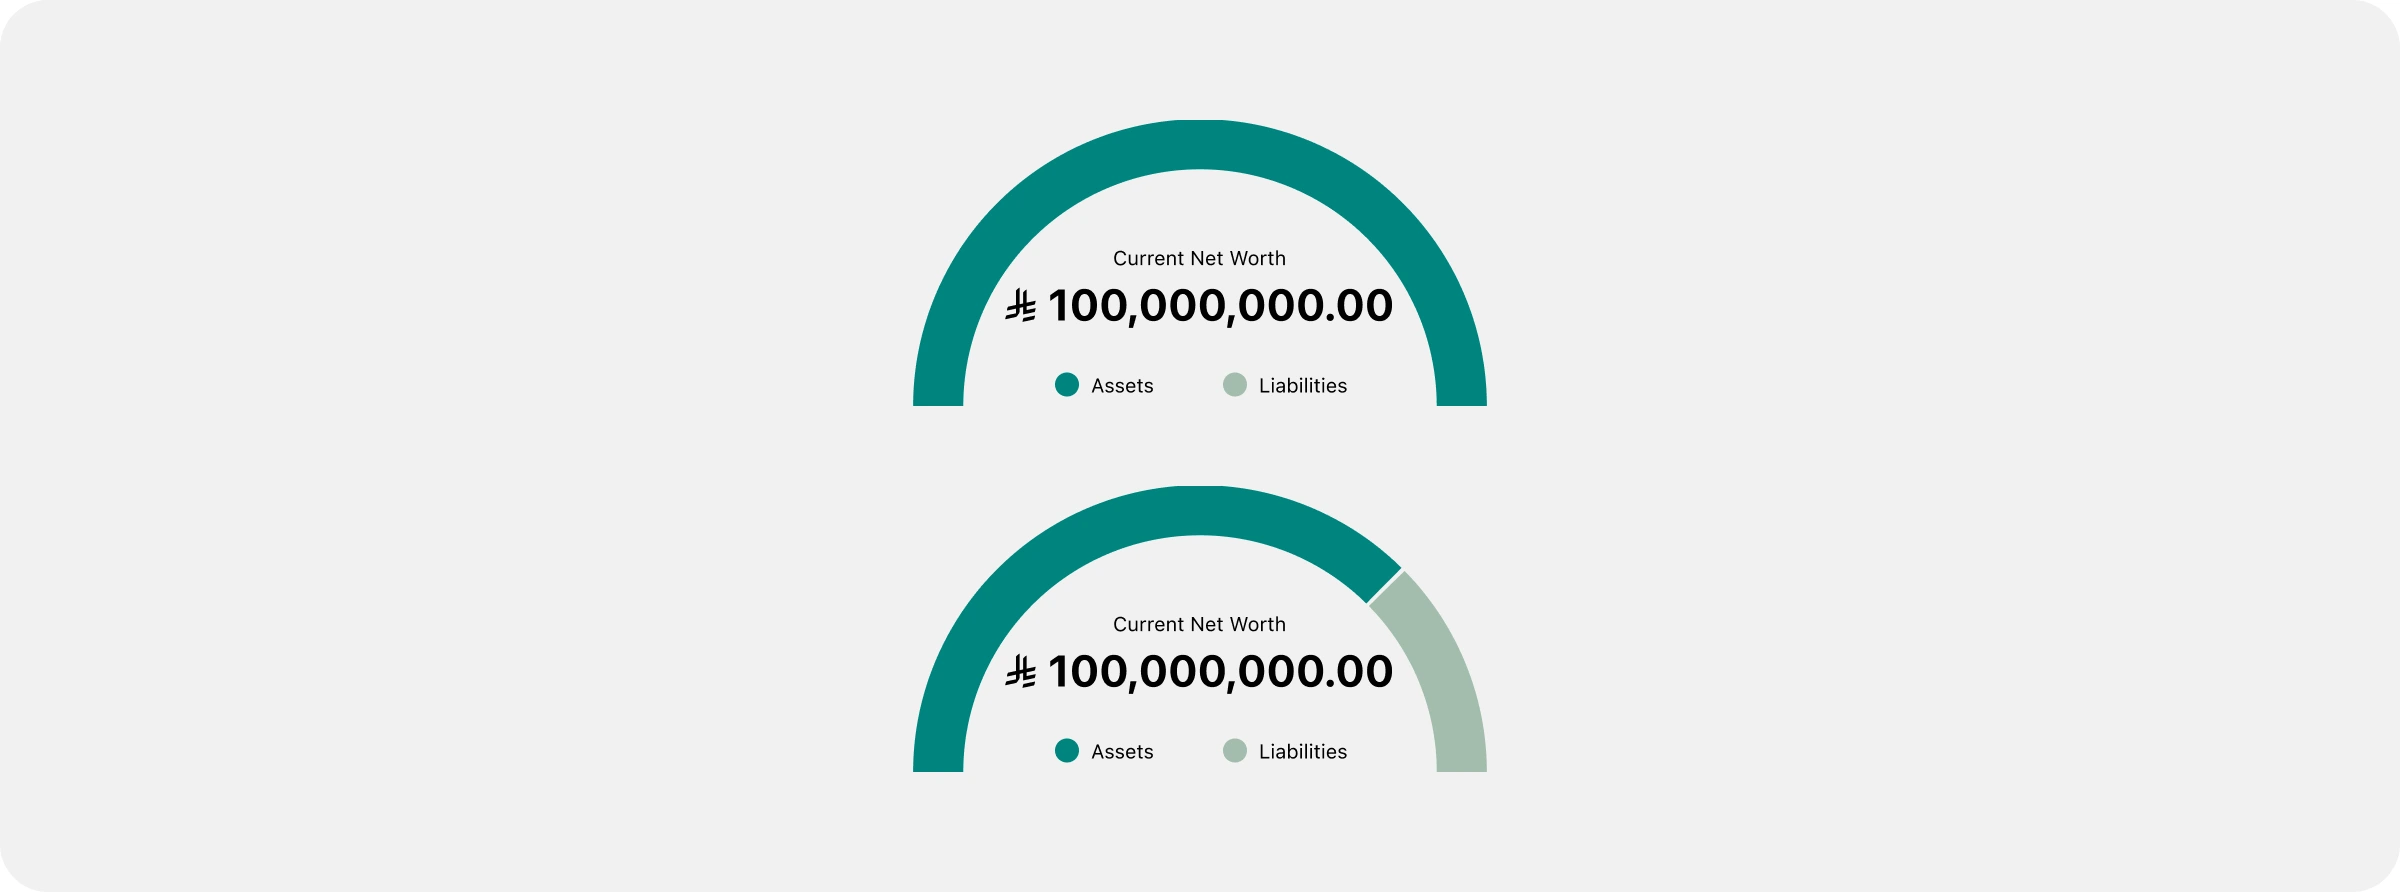 Current Net Worth
⃁ 100,000,000.00
Assets
Liabilities
Current Net Worth
⃁ 100,000,000.00
Assets
Liabilities